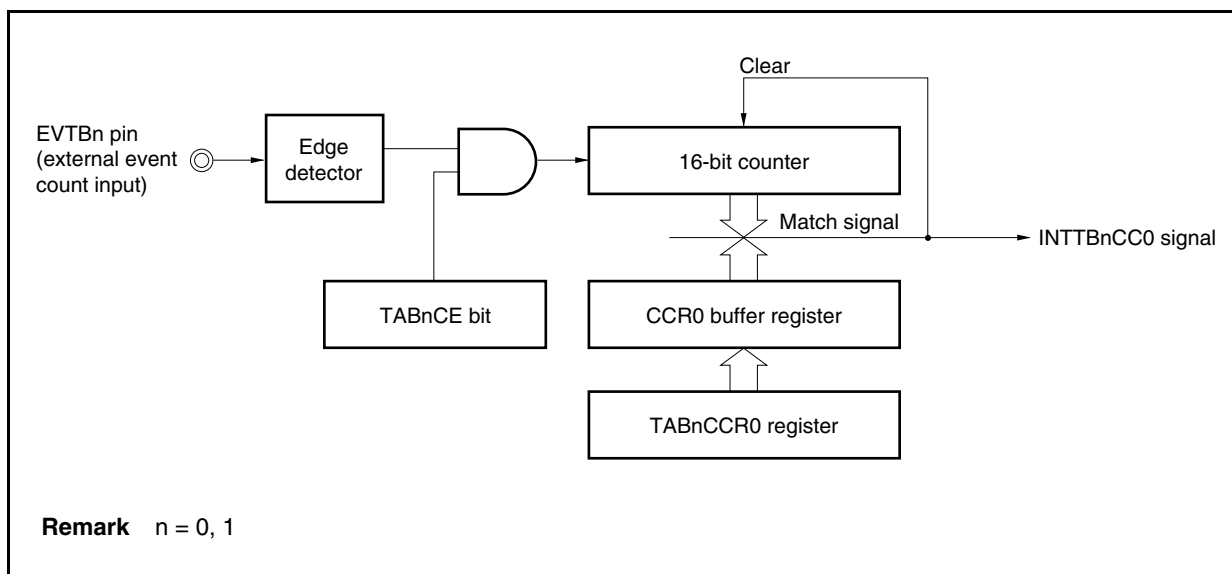 Clear
EVTBn pin
(external event
count input)
Edge
detector
16-bit counter
Match signal
INTTBnCC0 signal
TABnCE bit
CCR0 buffer register
TABnCCR0 register
Remark n = 0, 1